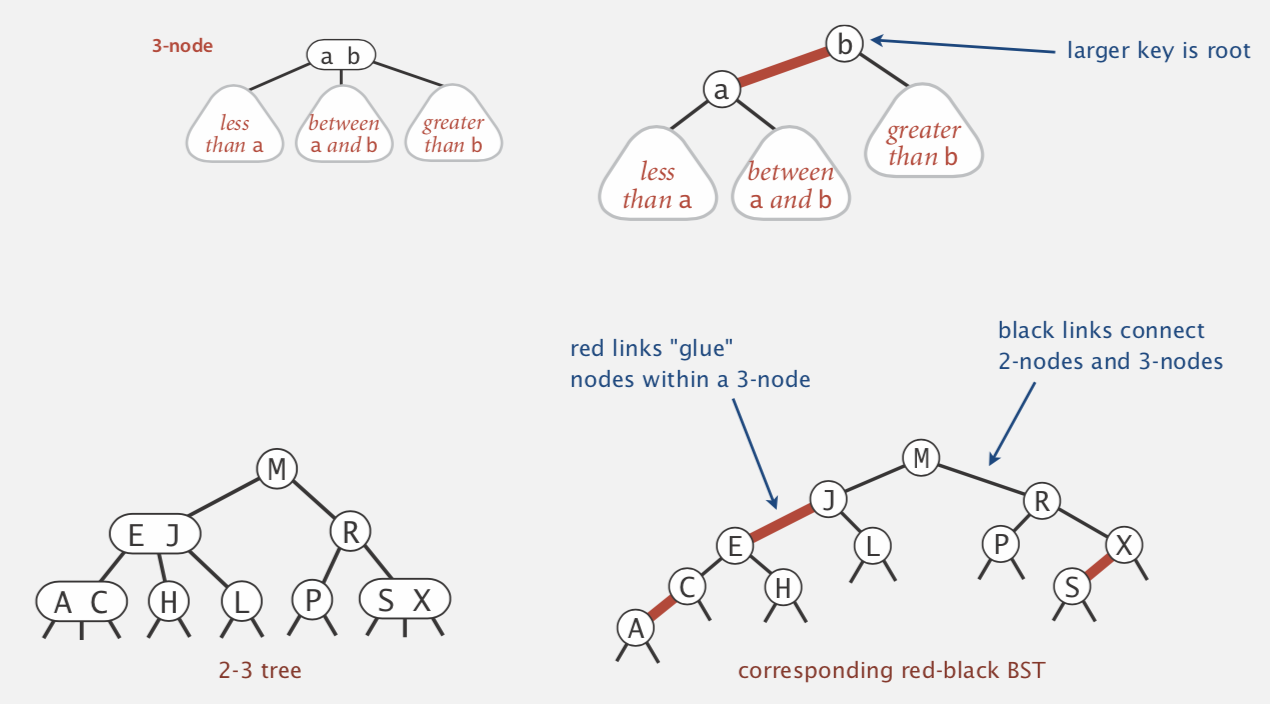 3-node
a b
less
than a
between
a and b
greater
than b
b
larger key is root
a
less
than a
between
a and b
greater
than b
red links "glue"
nodes within a 3-node
black links connect
2-nodes and 3-nodes
M
E J
R
A C
H
L
P
S X
2-3 tree
M
J
R
E
L
P
X
C
H
S
A
corresponding red-black BST